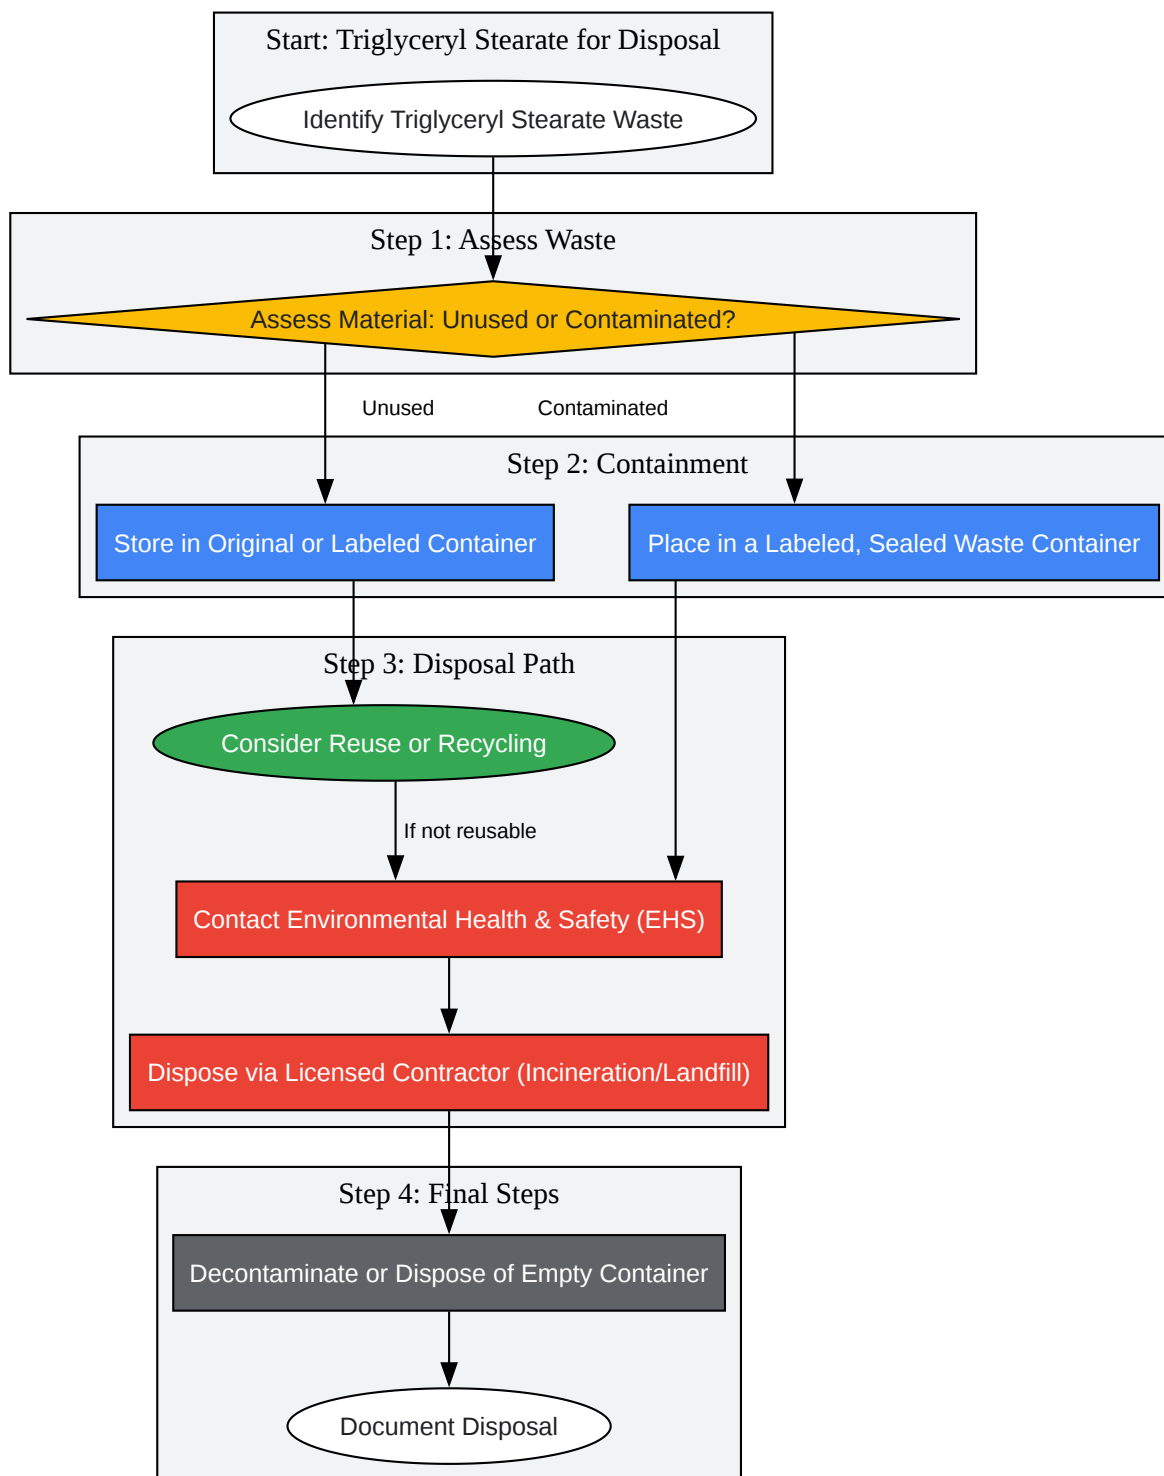 Start: Triglyceryl Stearate for Disposal
Identify Triglyceryl Stearate Waste
Step 1: Assess Waste
Assess Material: Unused or Contaminated?
Unused
Contaminated
Step 2: Containment
Store in Original or Labeled Container
Place in a Labeled, Sealed Waste Container
Step 3: Disposal Path
Consider Reuse or Recycling
If not reusable
Contact Environmental Health & Safety (EHS)
Dispose via Licensed Contractor (Incineration/Landfill)
Step 4: Final Steps
Decontaminate or Dispose of Empty Container
Document Disposal